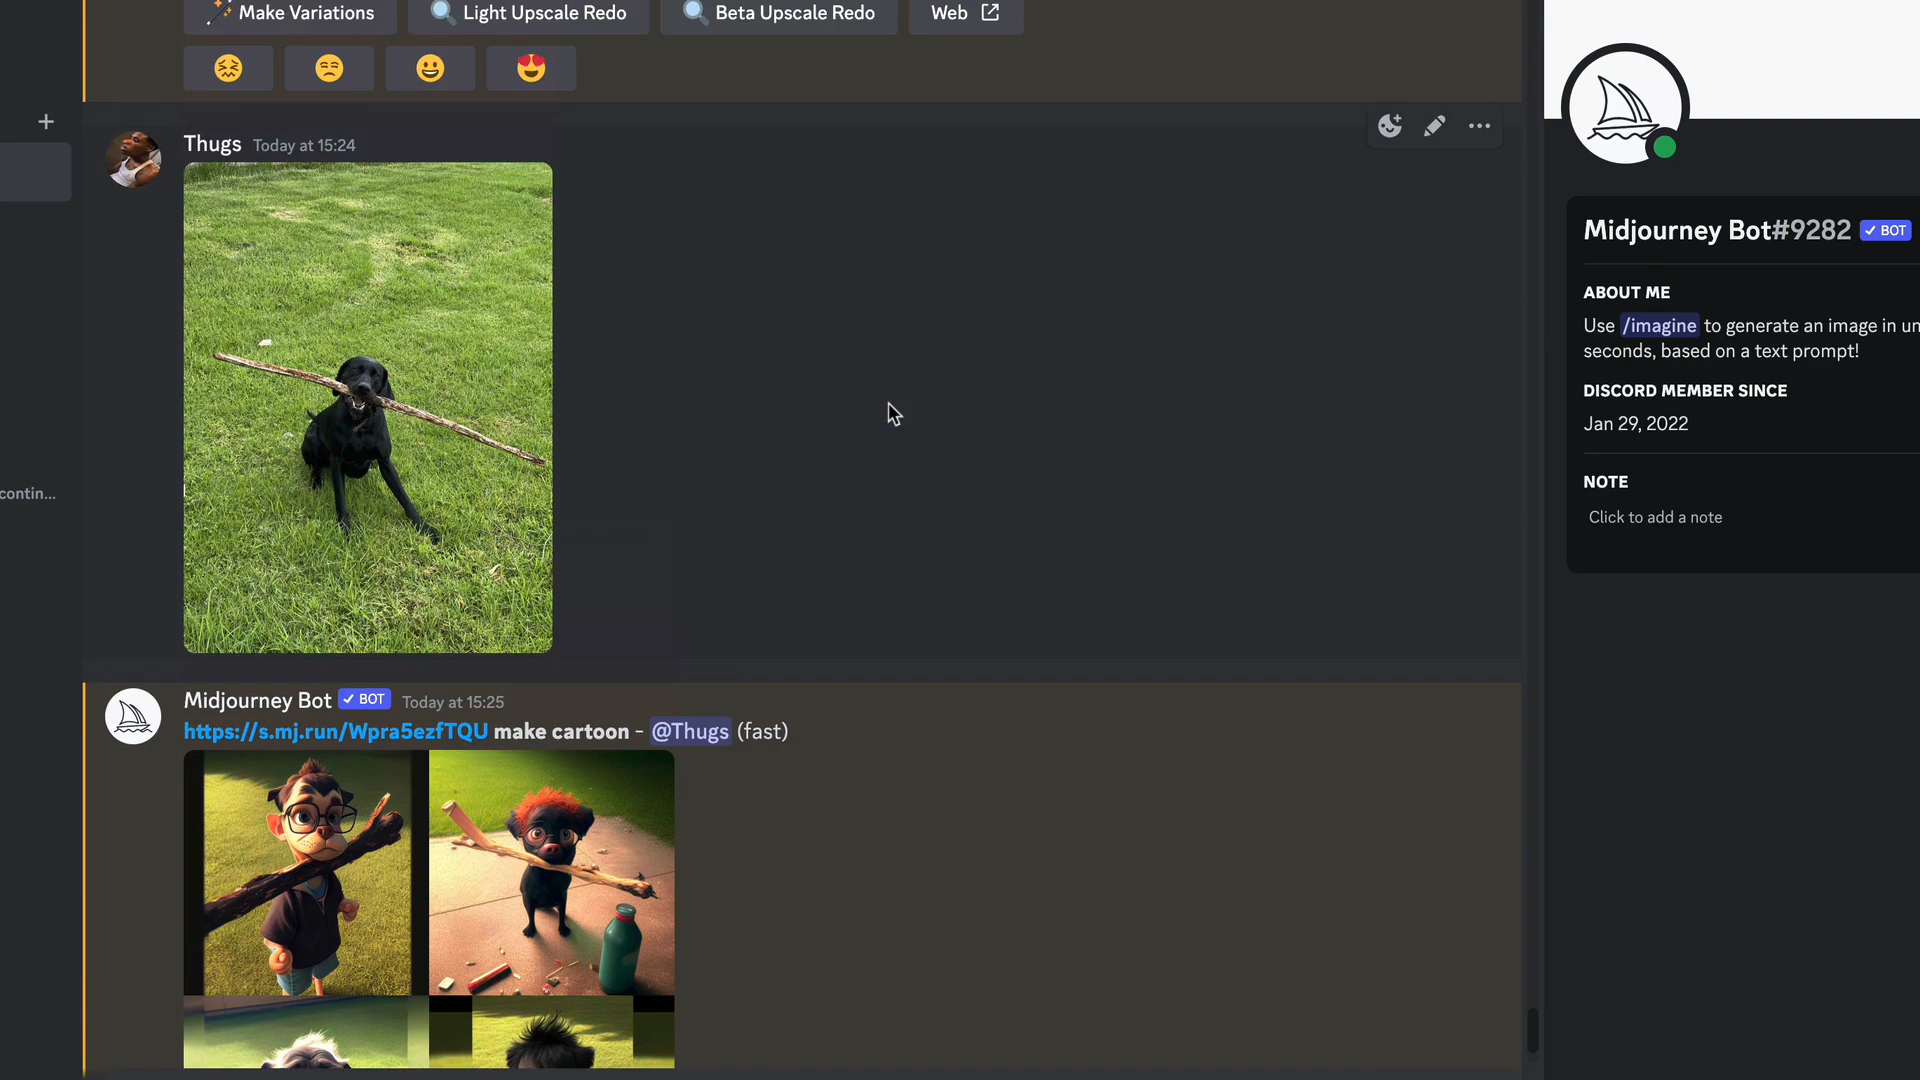 Make Variations
Light Upscale Redo
Beta Upscale Redo
Web
Thugs Today at 15:24
contin...
Midjourney Bot BOT Today at 15:25
https://s.mj.run/Wpra5ezfTQU make cartoon - @Thugs (fast)
Midjourney Bot#9282 BOT
ABOUT ME
Use /imagine to generate an image in un
seconds, based on a text prompt!
DISCORD MEMBER SINCE
Jan 29, 2022
NOTE
Click to add a note